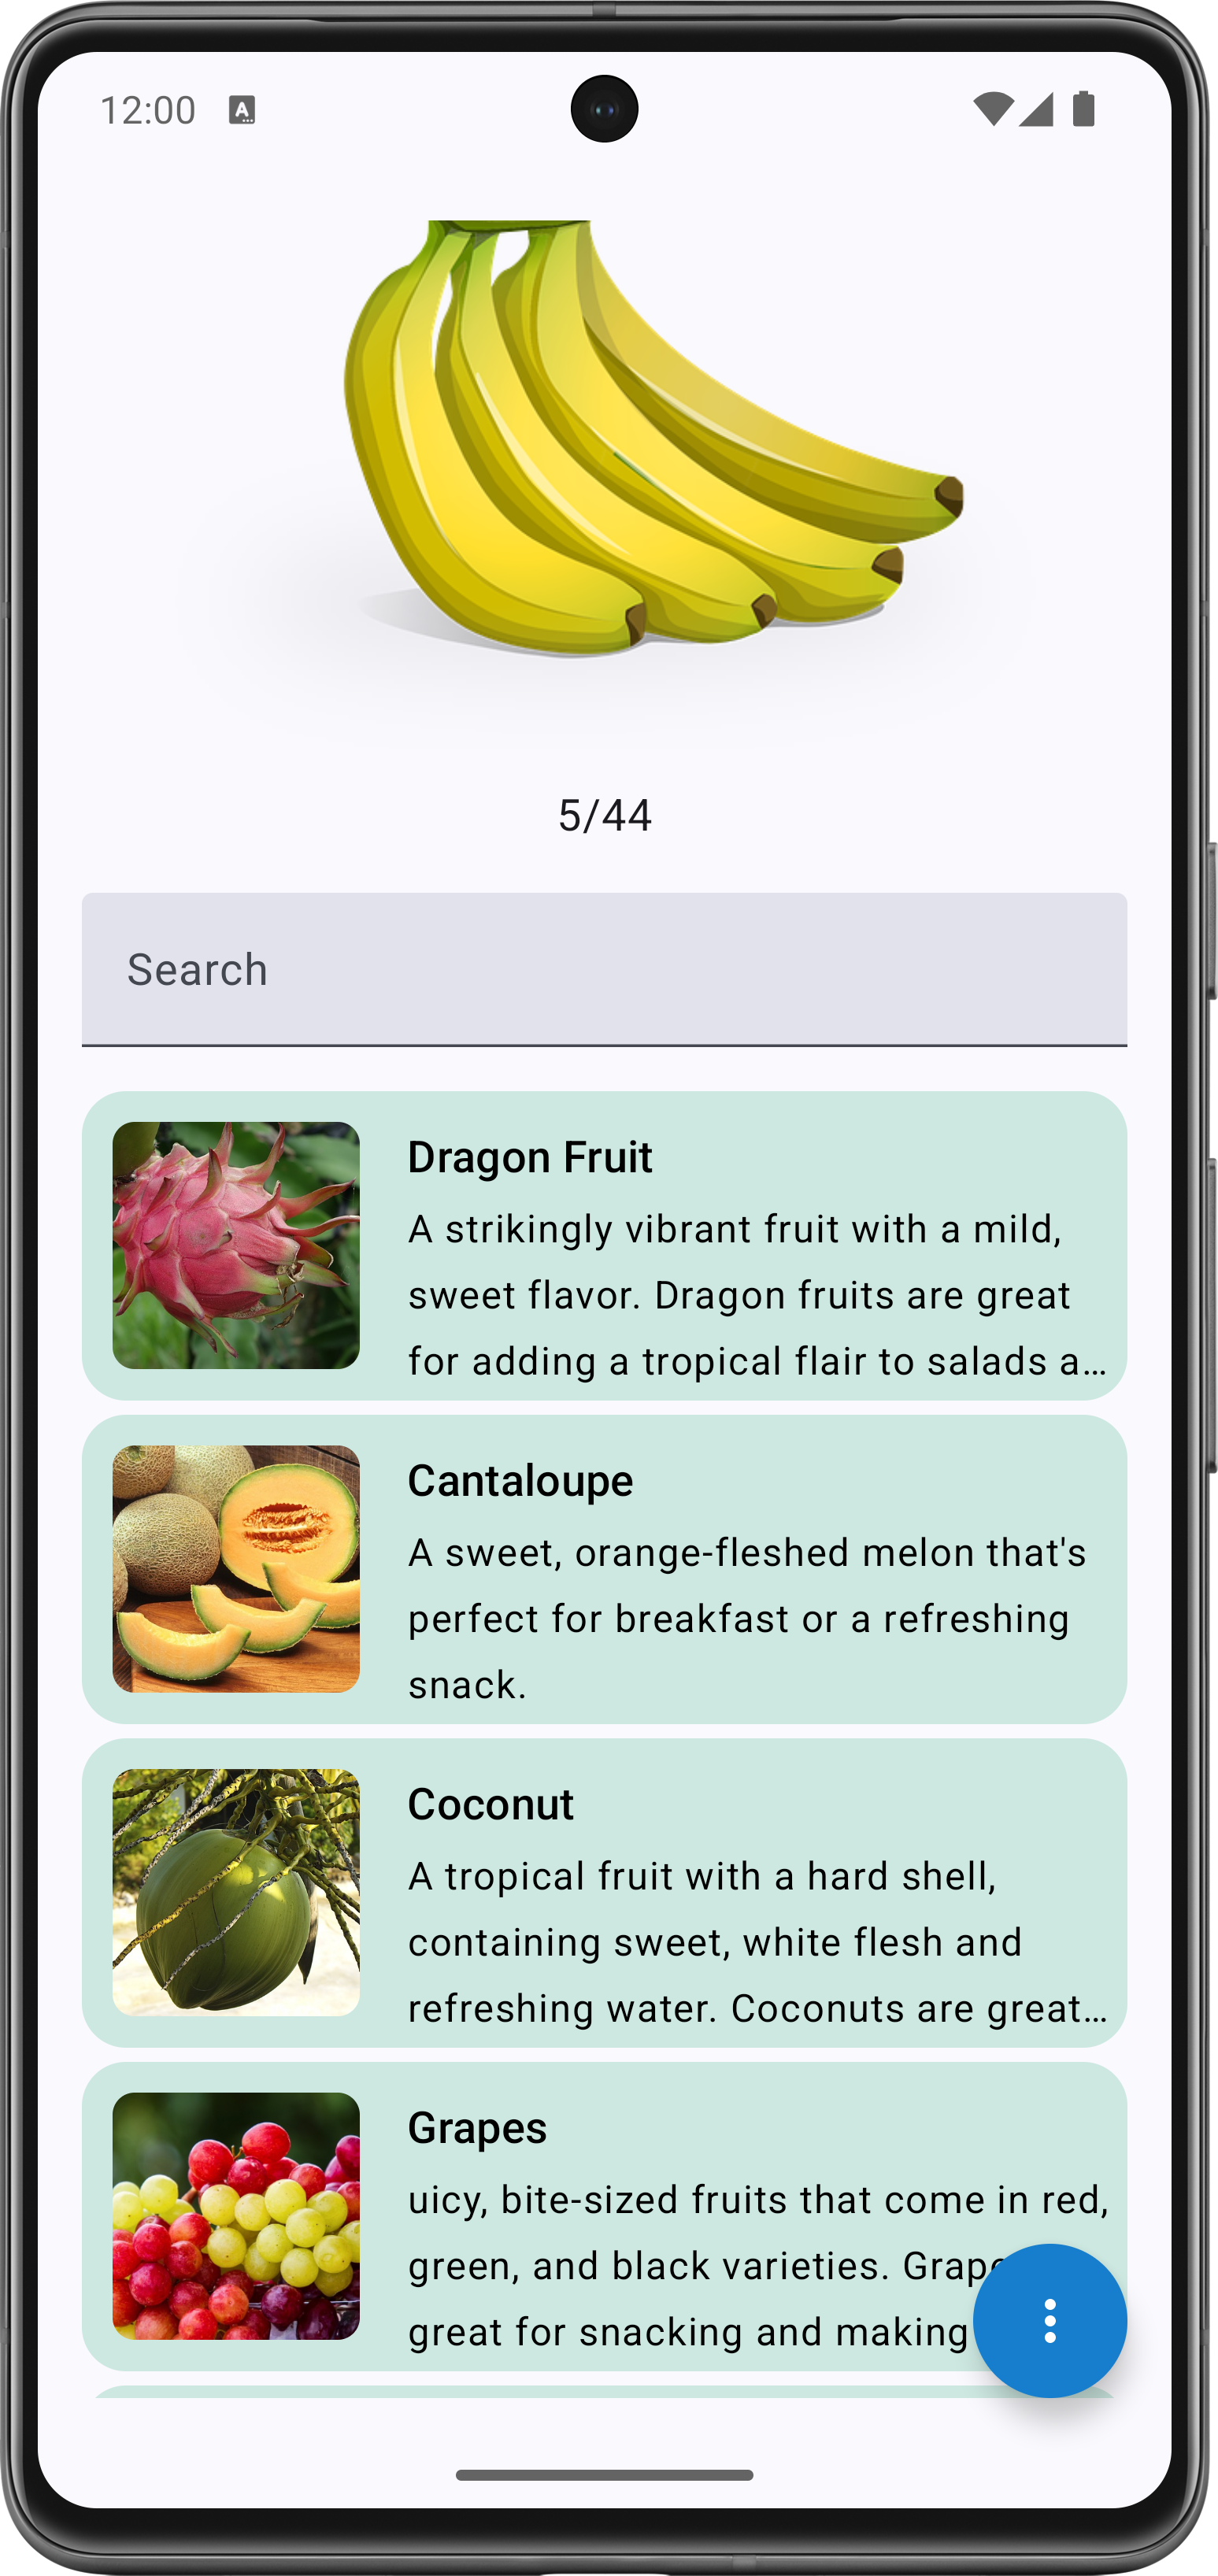 12:00 A
5/44
Search
Dragon Fruit
A strikingly vibrant fruit with a mild,
sweet flavor. Dragon fruits are great
for adding a tropical flair to salads a…
Cantaloupe
A sweet, orange-fleshed melon that's
perfect for breakfast or a refreshing
snack.
Coconut
A tropical fruit with a hard shell,
containing sweet, white flesh and
refreshing water. Coconuts are great…
Grapes
uicy, bite-sized fruits that come in red,
green, and black varieties.
great for snacking and making